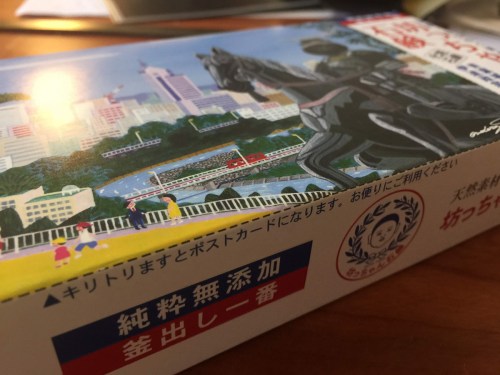 ▲キリトリますとポストカードになります。お便りにご利用ください
純粋無添加
釜出し一番
天然素材
坊っちゃ